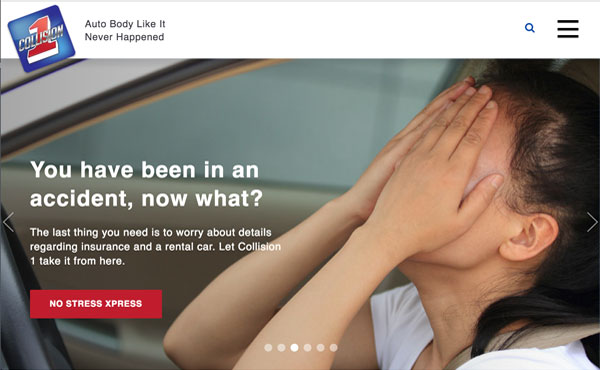 1
COLLISION
Auto Body Like It
Never Happened
You have been in an
accident, now what?
The last thing you need is to worry about details
regarding insurance and a rental car. Let Collision
1 take it from here.
NO STRESS XPRESS